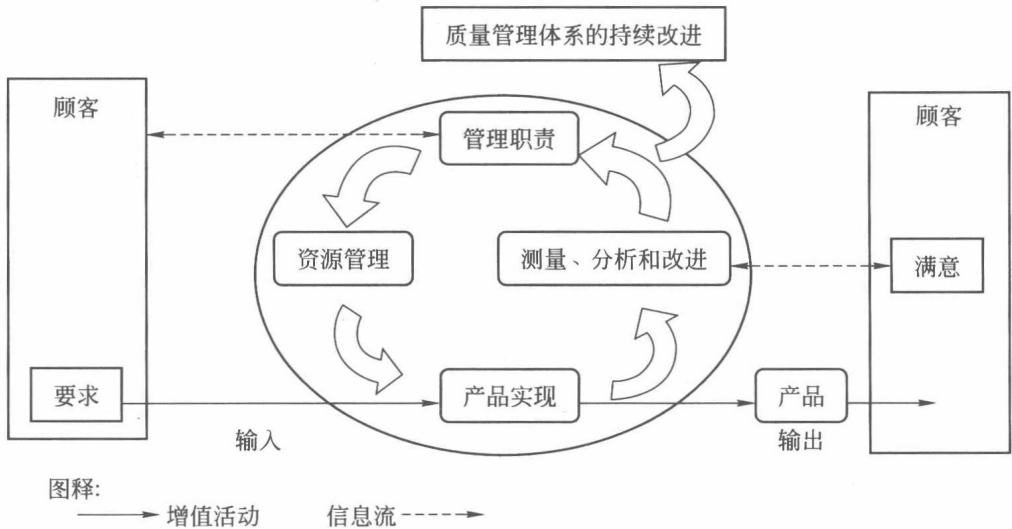 质量管理体系的持续改进
顾客
顾客
管理职责
资源管理
测量、分析和改进
满意
要求
产品实现
产品
输入
输出
图释:
增值活动
信息流